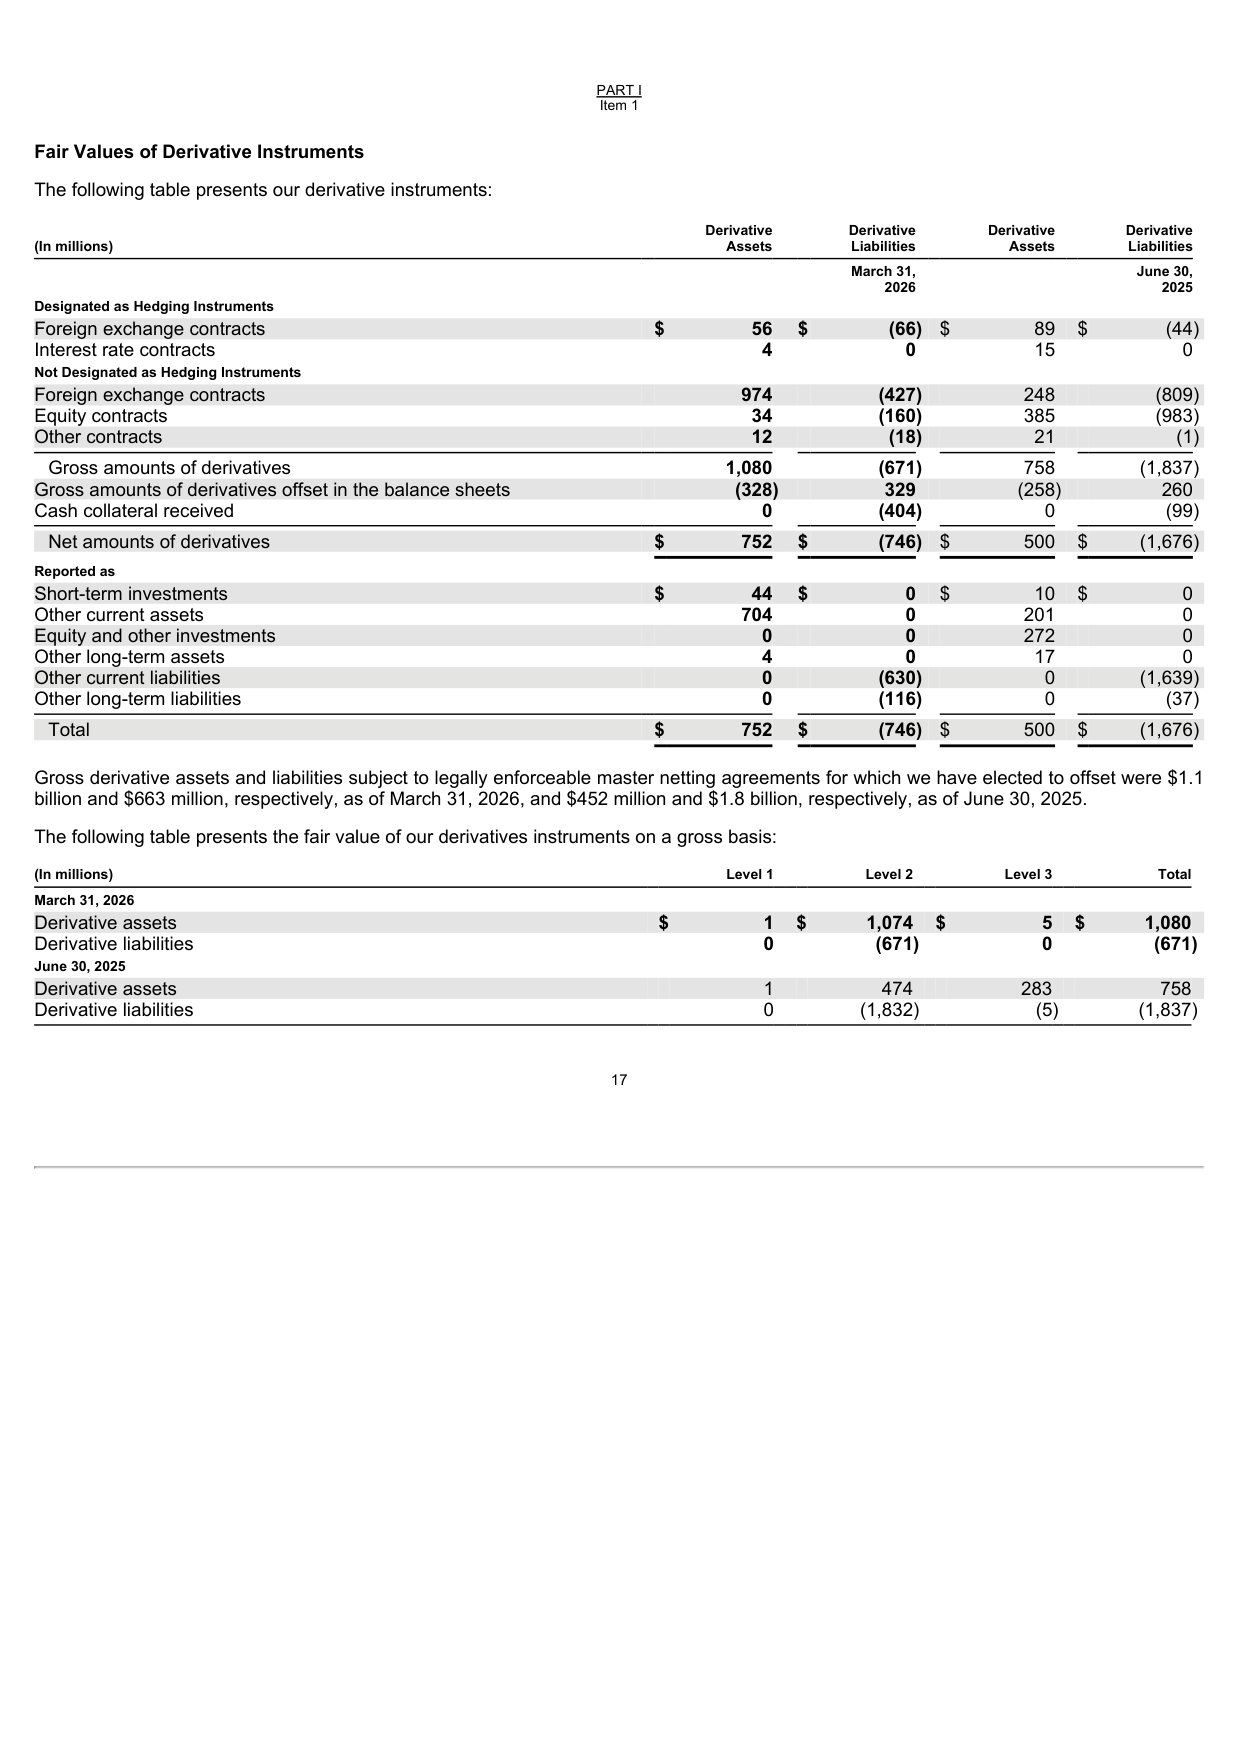 PART I
Item 1
Fair Values of Derivative Instruments
The following table presents our derivative instruments:
(In millions) Derivative Assets Derivative Liabilities Derivative Assets Derivative Liabilities
March 31, 2026 June 30, 2025
Designated as Hedging Instruments
Foreign exchange contracts $ 56 $ (66) $ 89 $ (44)
Interest rate contracts 4 0 15 0
Not Designated as Hedging Instruments
Foreign exchange contracts 974 (427) 248 (809)
Equity contracts 34 (160) 385 (983)
Other contracts 12 (18) 21 (1)
Gross amounts of derivatives 1,080 (671) 758 (1,837)
Gross amounts of derivatives offset in the balance sheets (328) 329 (258) 260
Cash collateral received 0 (404) 0 (99)
Net amounts of derivatives $ 752 $ (746) $ 500 $ (1,676)
Reported as
Short-term investments $ 44 $ 0 $ 10 $ 0
Other current assets 704 0 201 0
Equity and other investments 0 0 272 0
Other long-term assets 4 0 17 0
Other current liabilities 0 (630) 0 (1,639)
Other long-term liabilities 0 (116) 0 (37)
Total $ 752 $ (746) $ 500 $ (1,676)
Gross derivative assets and liabilities subject to legally enforceable master netting agreements for which we have elected to offset were $1.1
billion and $663 million, respectively, as of March 31, 2026, and $452 million and $1.8 billion, respectively, as of June 30, 2025.
The following table presents the fair value of our derivatives instruments on a gross basis:
(In millions) Level 1 Level 2 Level 3 Total
March 31, 2026
Derivative assets $ 1 $ 1,074 $ 5 $ 1,080
Derivative liabilities 0 (671) 0 (671)
June 30, 2025
Derivative assets 1 474 283 758
Derivative liabilities 0 (1,832) (5) (1,837)
17